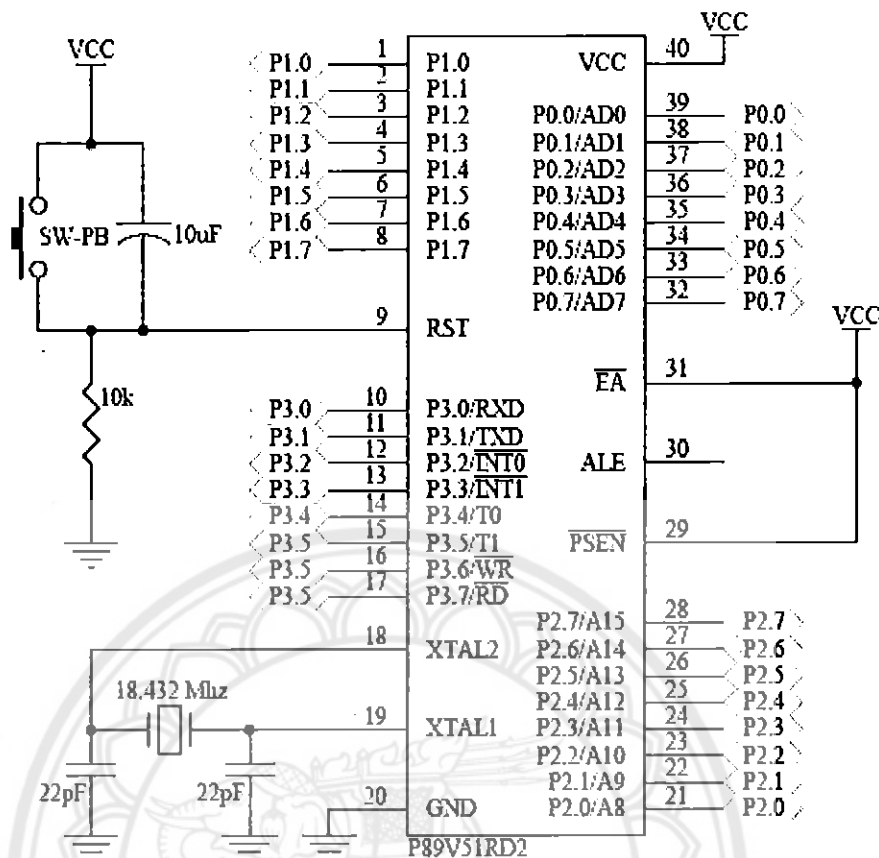 VCC
SW-PB
10uF
10k
18.432 Mhz
22pF
22pF
P1.0 1 P1.0
P1.1 2 P1.1
P1.2 3 P1.2
P1.3 4 P1.3
P1.4 5 P1.4
P1.5 6 P1.5
P1.6 7 P1.6
P1.7 8 P1.7
9 RST
P3.0 10 P3.0/RXD
P3.1 11 P3.1/TXD
P3.2 12 P3.2/INT0
P3.3 13 P3.3/INT1
P3.4 14 P3.4/T0
P3.5 15 P3.5/T1
P3.5 16 P3.6/WR
P3.5 17 P3.7/RD
18 XTAL2
19 XTAL1
20 GND
VCC
VCC 40
P0.0/AD0 39 P0.0
P0.1/AD1 38 P0.1
P0.2/AD2 37 P0.2
P0.3/AD3 36 P0.3
P0.4/AD4 35 P0.4
P0.5/AD5 34 P0.5
P0.6/AD6 33 P0.6
P0.7/AD7 32 P0.7
VCC
EA 31
ALE 30
PSEN 29
P2.7/A15 28 P2.7
P2.6/A14 27 P2.6
P2.5/A13 26 P2.5
P2.4/A12 25 P2.4
P2.3/A11 24 P2.3
P2.2/A10 23 P2.2
P2.1/A9 22 P2.1
P2.0/A8 21 P2.0
P89V51RD2